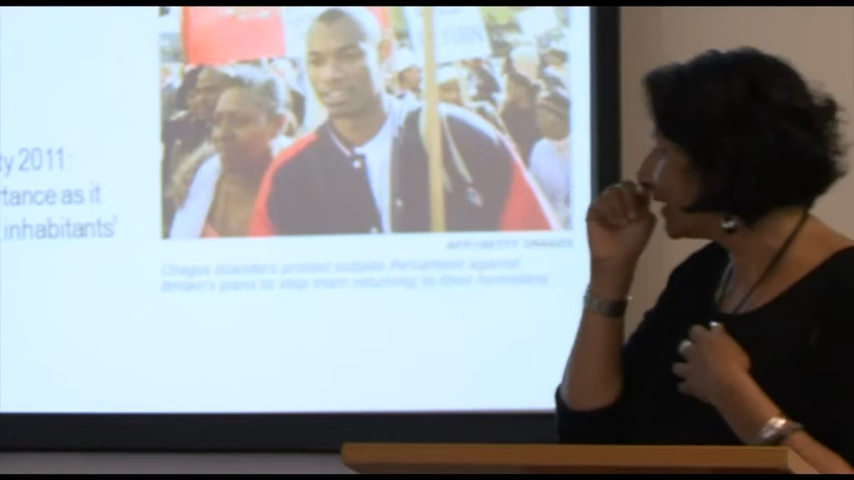 ty 2011:
rtance as it
inhabitants'
AFP/GETTY IMAGES
Chagos Islanders protest outside Parliament against
Britain's plans to stop them returning to their homeland